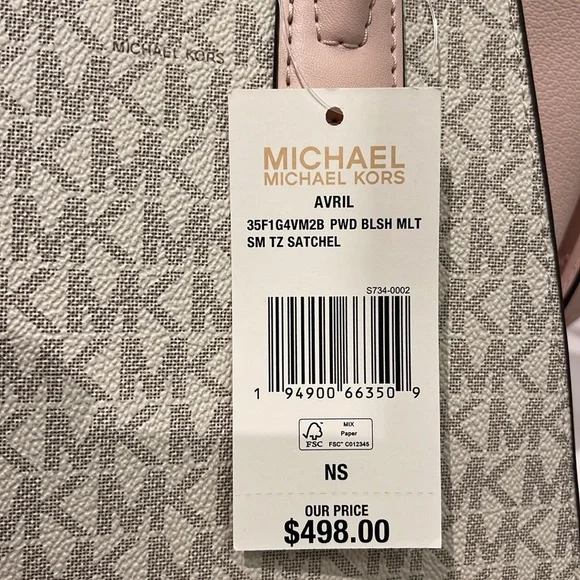 MICHAEL KORS
MICHAEL
MICHAEL KORS
AVRIL
35F1G4VM2B PWD BLSH MLT
SM TZ SATCHEL
S734-0002
1 94900 66350 9
FSC
MIX
Paper
FSC™ C012345
NS
OUR PRICE
$498.00